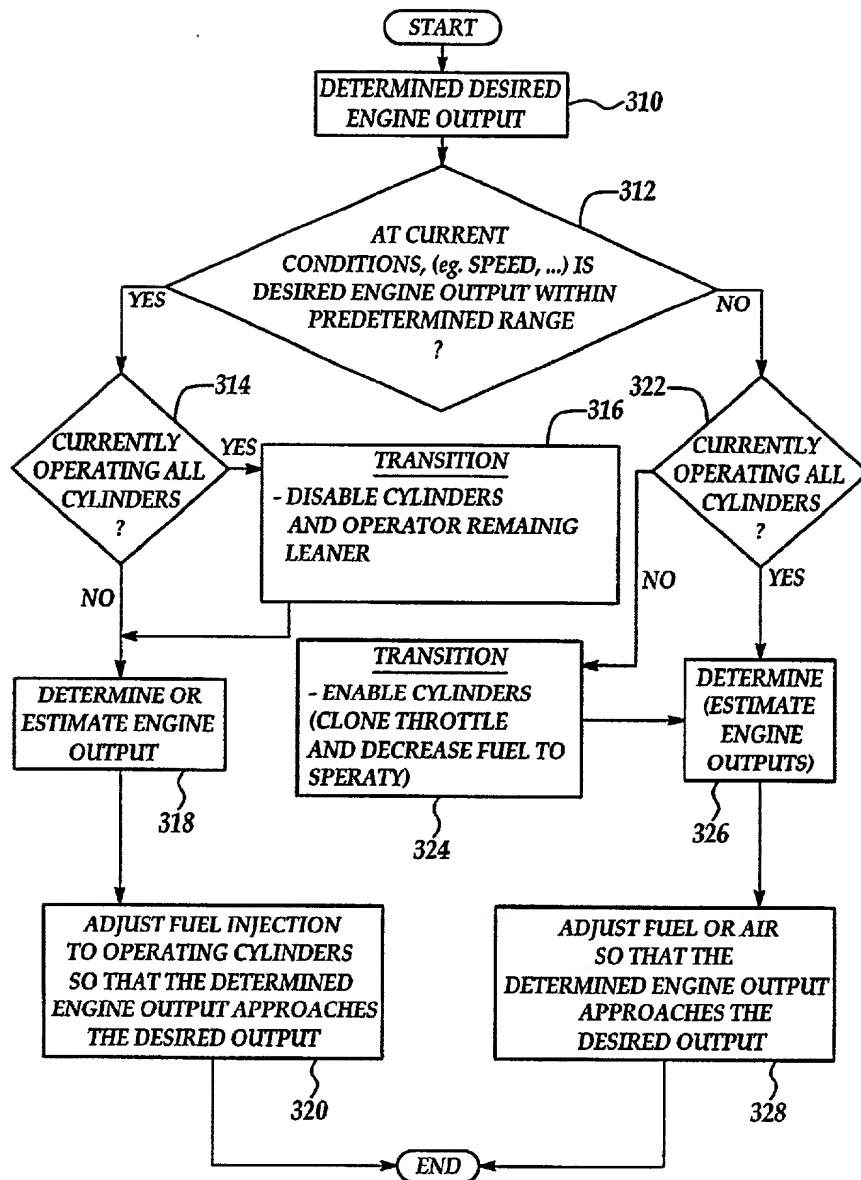 START
DETERMINED DESIRED
ENGINE OUTPUT
310
312
AT CURRENT
CONDITIONS, (eg. SPEED, ...) IS
DESIRED ENGINE OUTPUT WITHIN
PREDETERMINED RANGE
?
YES
NO
314
CURRENTLY
OPERATING ALL
CYLINDERS
?
YES
NO
316
TRANSITION
- DISABLE CYLINDERS
AND OPERATOR REMAINIG
LEANER
322
CURRENTLY
OPERATING ALL
CYLINDERS
?
NO
YES
DETERMINE OR
ESTIMATE ENGINE
OUTPUT
318
TRANSITION
- ENABLE CYLINDERS
(CLONE THROTTLE
AND DECREASE FUEL TO
SPERATY)
324
DETERMINE
(ESTIMATE
ENGINE
OUTPUTS)
326
ADJUST FUEL INJECTION
TO OPERATING CYLINDERS
SO THAT THE DETERMINED
ENGINE OUTPUT APPROACHES
THE DESIRED OUTPUT
320
ADJUST FUEL OR AIR
SO THAT THE
DETERMINED ENGINE OUTPUT
APPROACHES THE
DESIRED OUTPUT
328
END